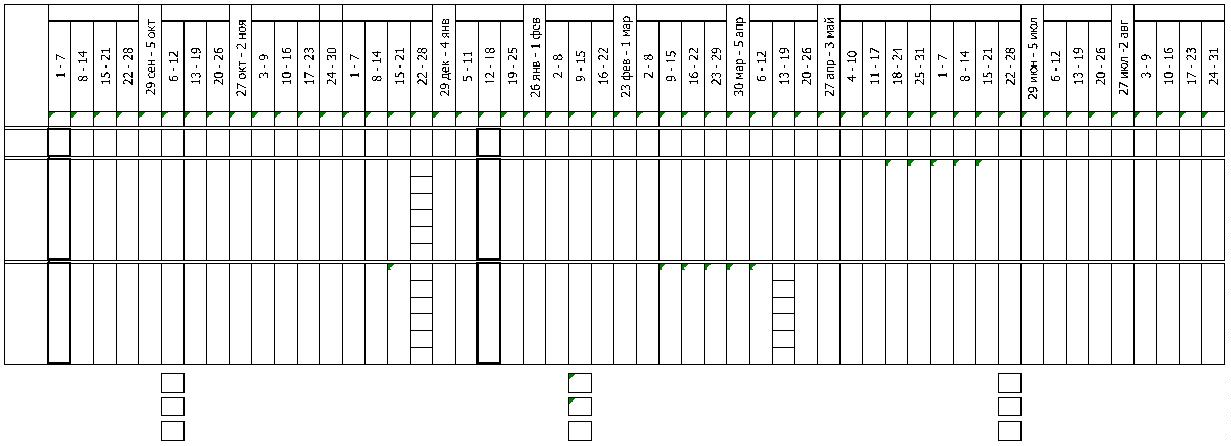 1 - 7
8 - 14
15 - 21
22 - 28
29 сен - 5 окт
6 - 12
13 - 19
20 - 26
27 окт - 2 ноя
3 - 9
10 - 16
17 - 23
24 - 30
1 - 7
8 - 14
15 - 21
22 - 28
29 дек - 4 янв
5 - 11
12 - 18
19 - 25
26 янв - 1 фев
2 - 8
9 - 15
16 - 22
23 фев - 1 мар
2 - 8
9 - 15
16 - 22
23 - 29
30 мар - 5 апр
6 - 12
13 - 19
20 - 26
27 апр - 3 май
4 - 10
11 - 17
18 - 24
25 - 31
1 - 7
8 - 14
15 - 21
22 - 28
29 июн - 5 июл
6 - 12
13 - 19
20 - 26
27 июл - 2 авг
3 - 9
10 - 16
17 - 23
24 - 31